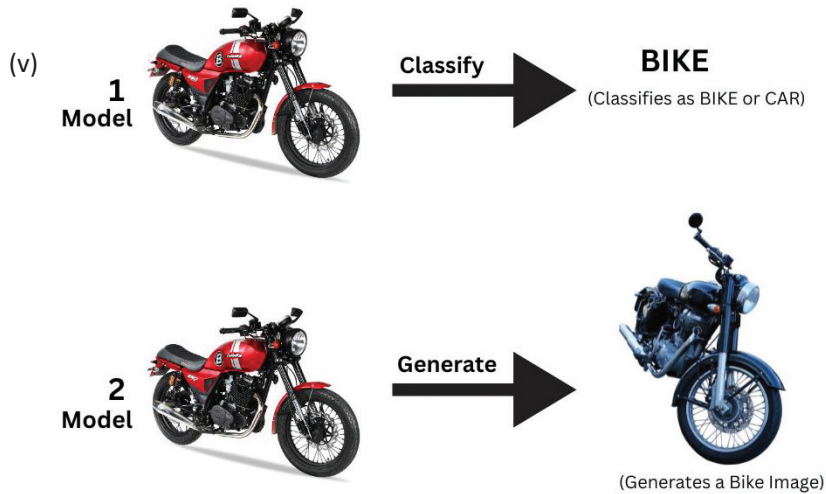 (v)
1
Model
Classify
BIKE
(Classifies as BIKE or CAR)
2
Model
Generate
(Generates a Bike Image)